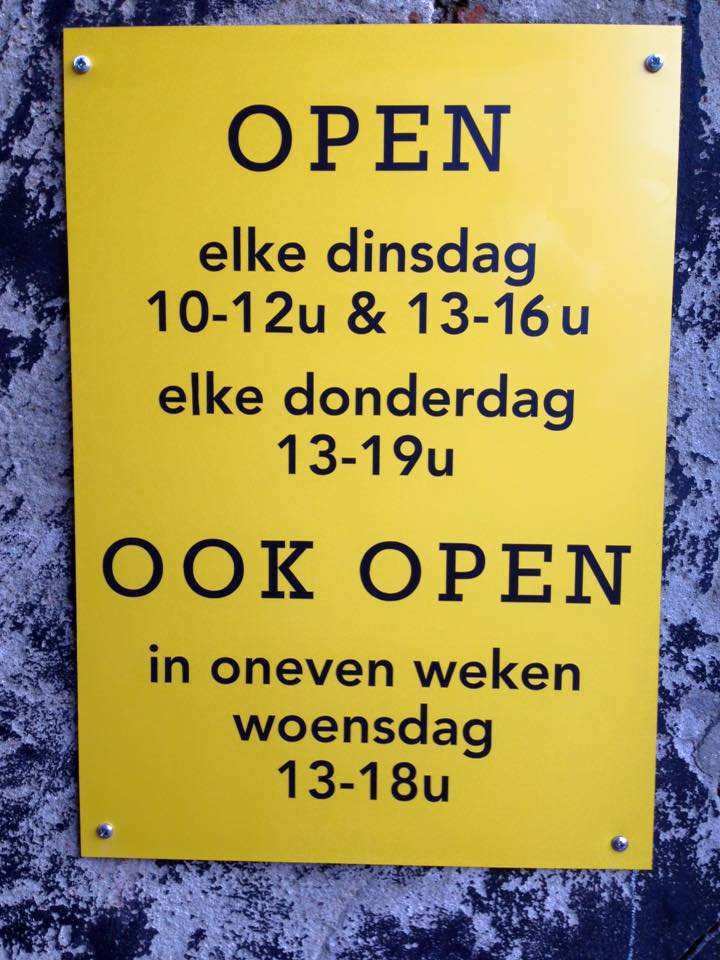 OPEN
elke dinsdag
10-12u & 13-16u
elke donderdag
13-19u
OOK OPEN
in oneven weken
woensdag
13-18u